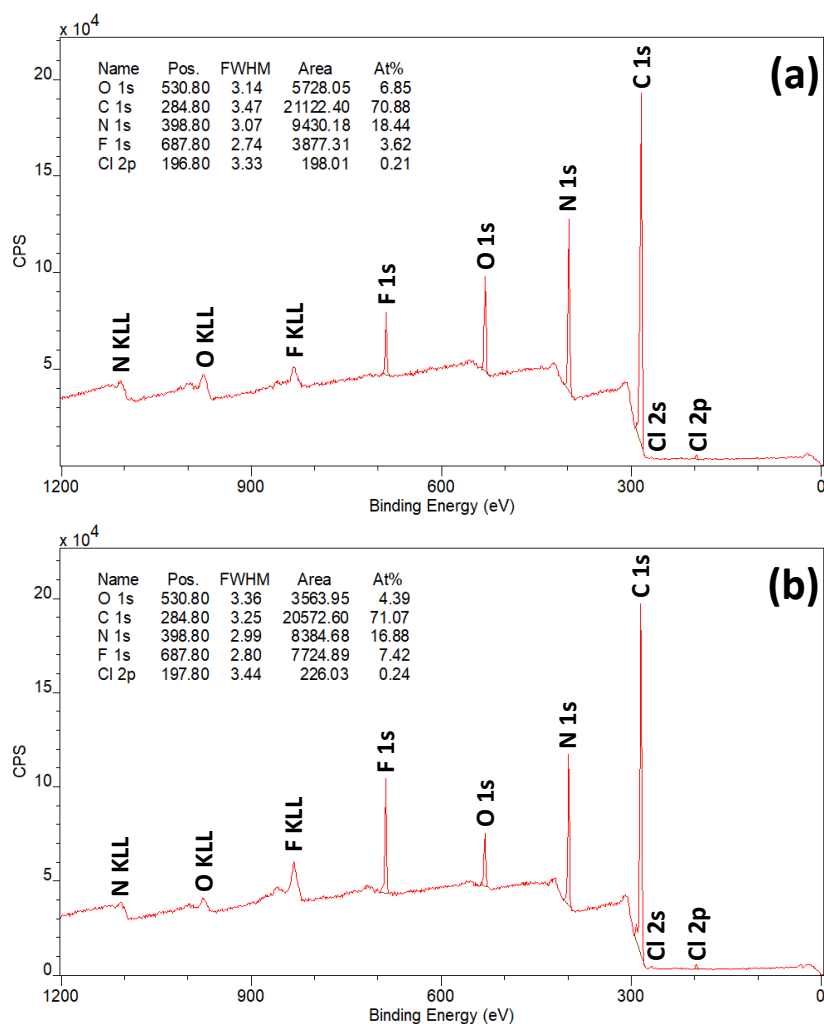 x 10⁴
(a)
Name Pos. FWHM Area At%
O 1s 530.80 3.14 5728.05 6.85
C 1s 284.80 3.47 21122.40 70.88
N 1s 398.80 3.07 9430.18 18.44
F 1s 687.80 2.74 3877.31 3.62
Cl 2p 196.80 3.33 198.01 0.21
20
15
10
5
CPS
N KLL
O KLL
F KLL
F 1s
O 1s
N 1s
C 1s
Cl 2s
Cl 2p
1200 900 600 300 0
Binding Energy (eV)
x 10⁴
(b)
Name Pos. FWHM Area At%
O 1s 530.80 3.36 3563.95 4.39
C 1s 284.80 3.25 20572.60 71.07
N 1s 398.80 2.99 8384.68 16.88
F 1s 687.80 2.80 7724.89 7.42
Cl 2p 197.80 3.44 226.03 0.24
20
15
10
5
0
CPS
N KLL
O KLL
F KLL
F 1s
O 1s
N 1s
C 1s
Cl 2s
Cl 2p
1200 900 600 300 0
Binding Energy (eV)